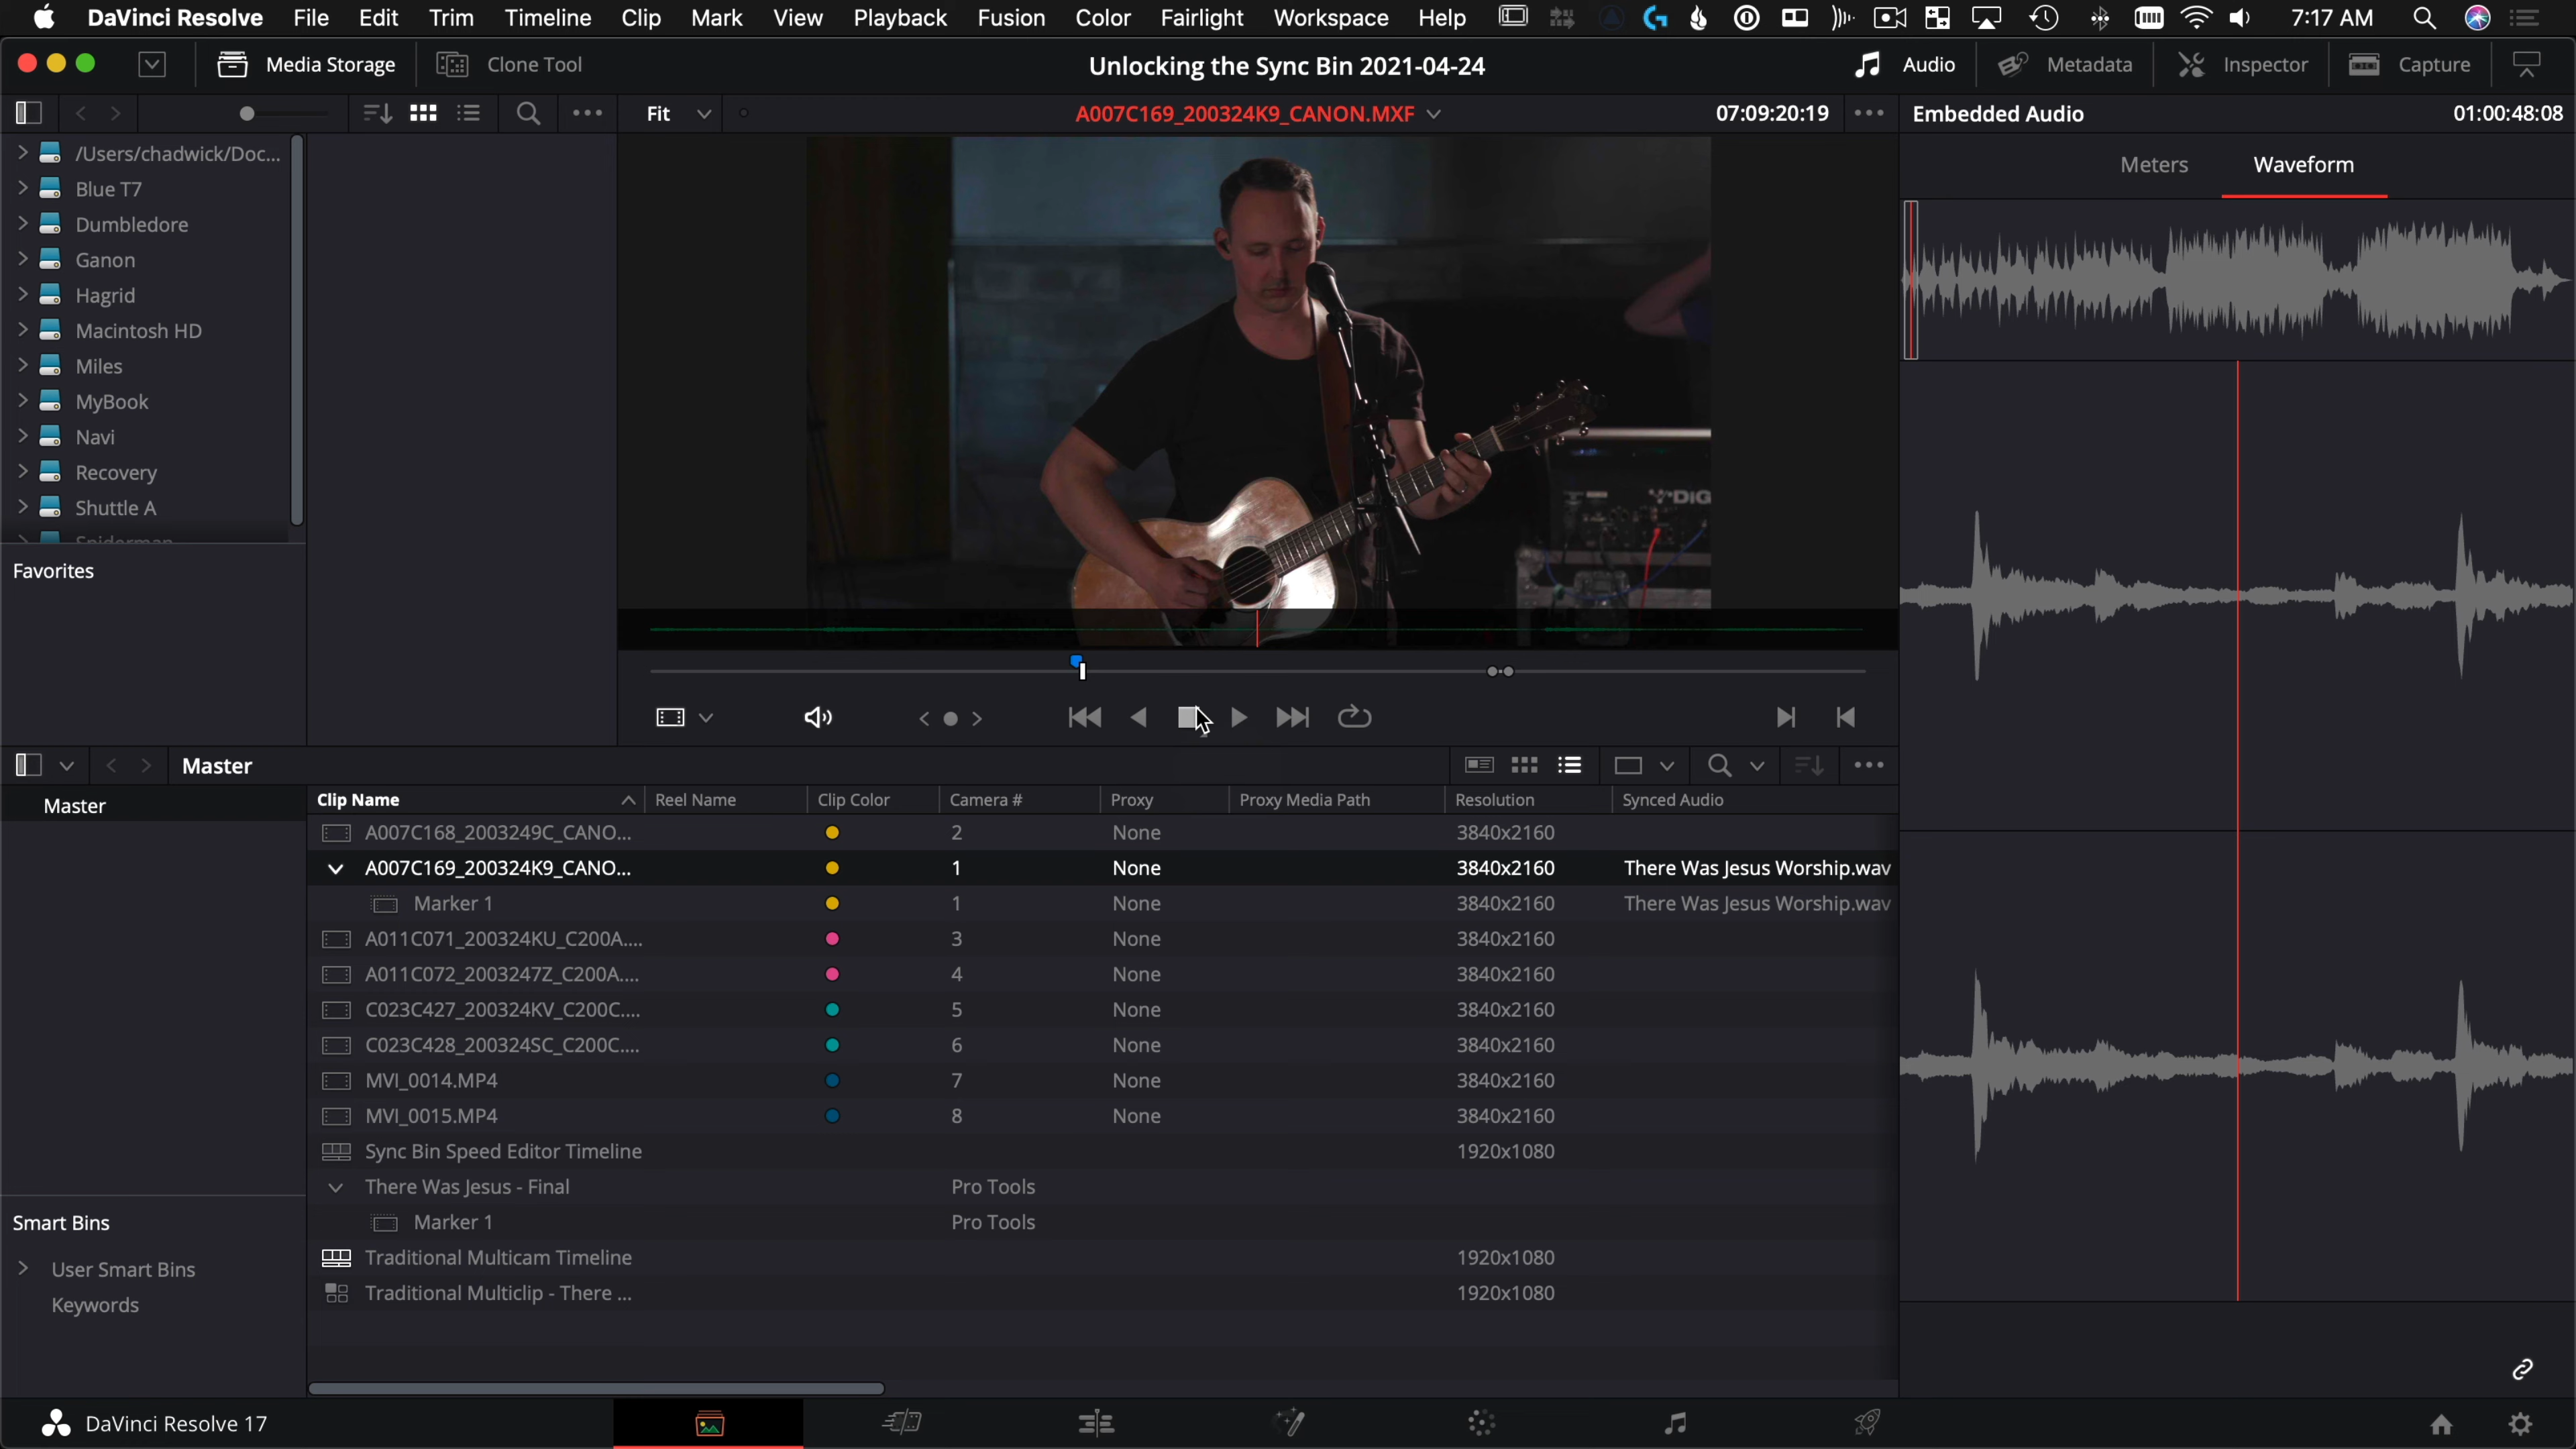 DaVinci Resolve File Edit Trim Timeline Clip Mark View Playback Fusion Color Fairlight Workspace Help 7:17 AM
Media Storage Clone Tool Unlocking the Sync Bin 2021-04-24 Audio Metadata Inspector Capture
Fit A007C169_200324K9_CANON.MXF 07:09:20:19 Embedded Audio 01:00:48:08
Meters Waveform
/Users/chadwick/Doc...
Blue T7
Dumbledore
Ganon
Hagrid
Macintosh HD
Miles
MyBook
Navi
Recovery
Shuttle A
Spiderman
Favorites
DIG
Master
Master
Clip Name Reel Name Clip Color Camera # Proxy Proxy Media Path Resolution Synced Audio
A007C168_2003249C_CANO... 2 None 3840x2160
A007C169_200324K9_CANO... 1 None 3840x2160 There Was Jesus Worship.wav
Marker 1 1 None 3840x2160 There Was Jesus Worship.wav
A011C071_200324KU_C200A.... 3 None 3840x2160
A011C072_2003247Z_C200A.... 4 None 3840x2160
C023C427_200324KV_C200C.... 5 None 3840x2160
C023C428_200324SC_C200C.... 6 None 3840x2160
MVI_0014.MP4 7 None 3840x2160
MVI_0015.MP4 8 None 3840x2160
Sync Bin Speed Editor Timeline 1920x1080
There Was Jesus - Final Pro Tools
Marker 1 Pro Tools
Traditional Multicam Timeline 1920x1080
Traditional Multiclip - There ... 1920x1080
Smart Bins
User Smart Bins
Keywords
DaVinci Resolve 17